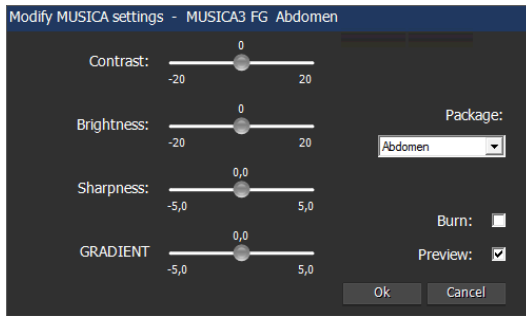 Modify MUSICA settings - MUSICA3 FG Abdomen
0
Contrast:
-20 20
0
Brightness:
-20 20
Package:
Abdomen
0,0
Sharpness:
-5,0 5,0
Burn:
0,0
GRADIENT
-5,0 5,0
Preview:
Ok Cancel